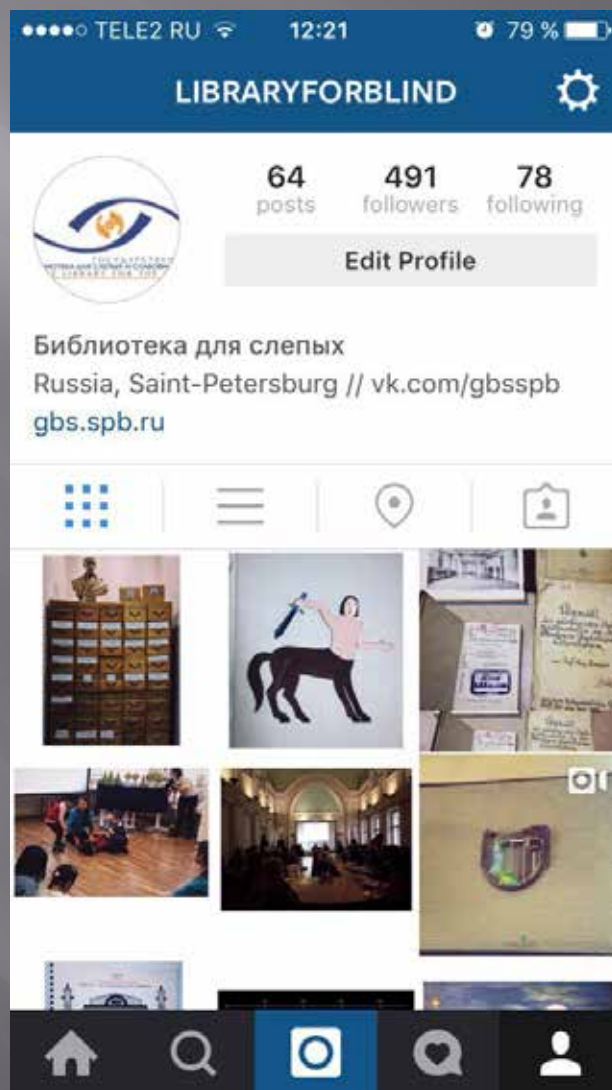 TELE2 RU 12:21 79 %
LIBRARYFORBLIND
64 491 78
posts followers following
Edit Profile
Библиотека для слепых
Russia, Saint-Petersburg // vk.com/gbsspb
gbs.spb.ru